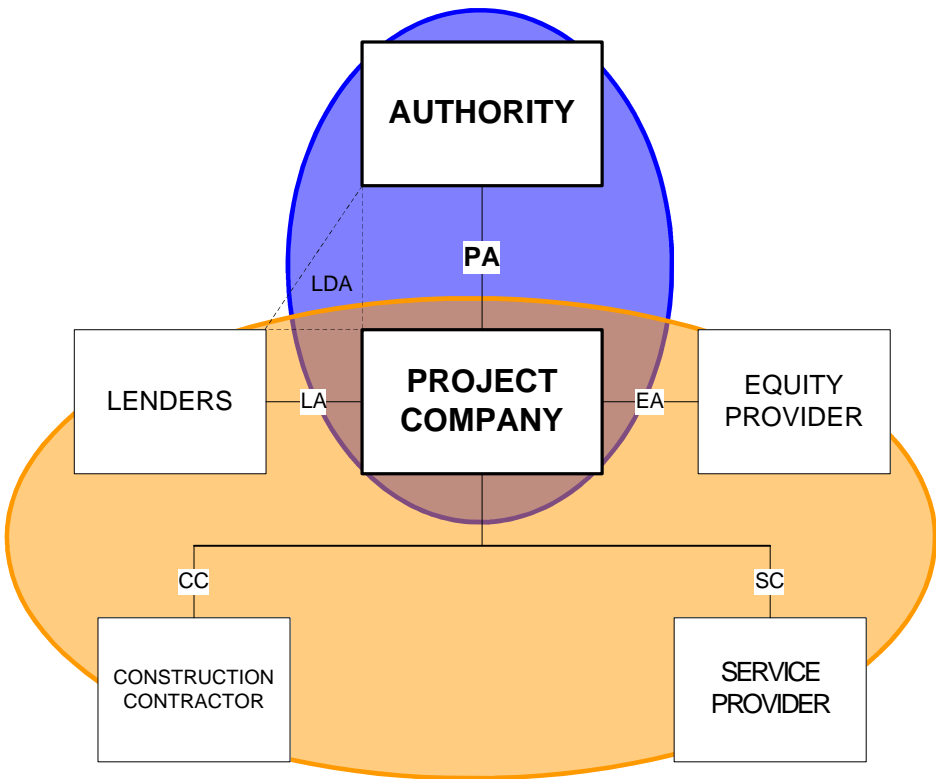 AUTHORITY
PA
LDA
LENDERS
LA
PROJECT
COMPANY
EA
EQUITY
PROVIDER
CC
SC
CONSTRUCTION
CONTRACTOR
SERVICE
PROVIDER